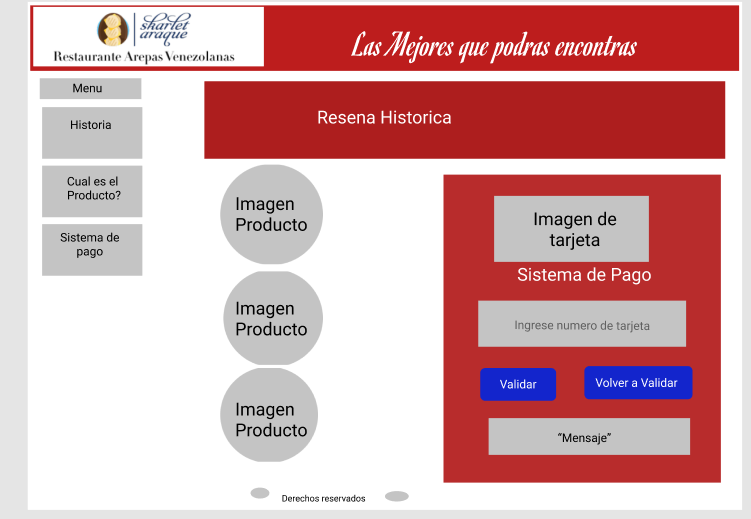 skarlet
araque
Restaurante Arepas Venezolanas
Las Mejores que podras encontras
Menu
Historia
Cual es el
Producto?
Sistema de
pago
Resena Historica
Imagen
Producto
Imagen
Producto
Imagen
Producto
Imagen de
tarjeta
Sistema de Pago
Ingrese numero de tarjeta
Validar
Volver a Validar
“Mensaje”
Derechos reservados